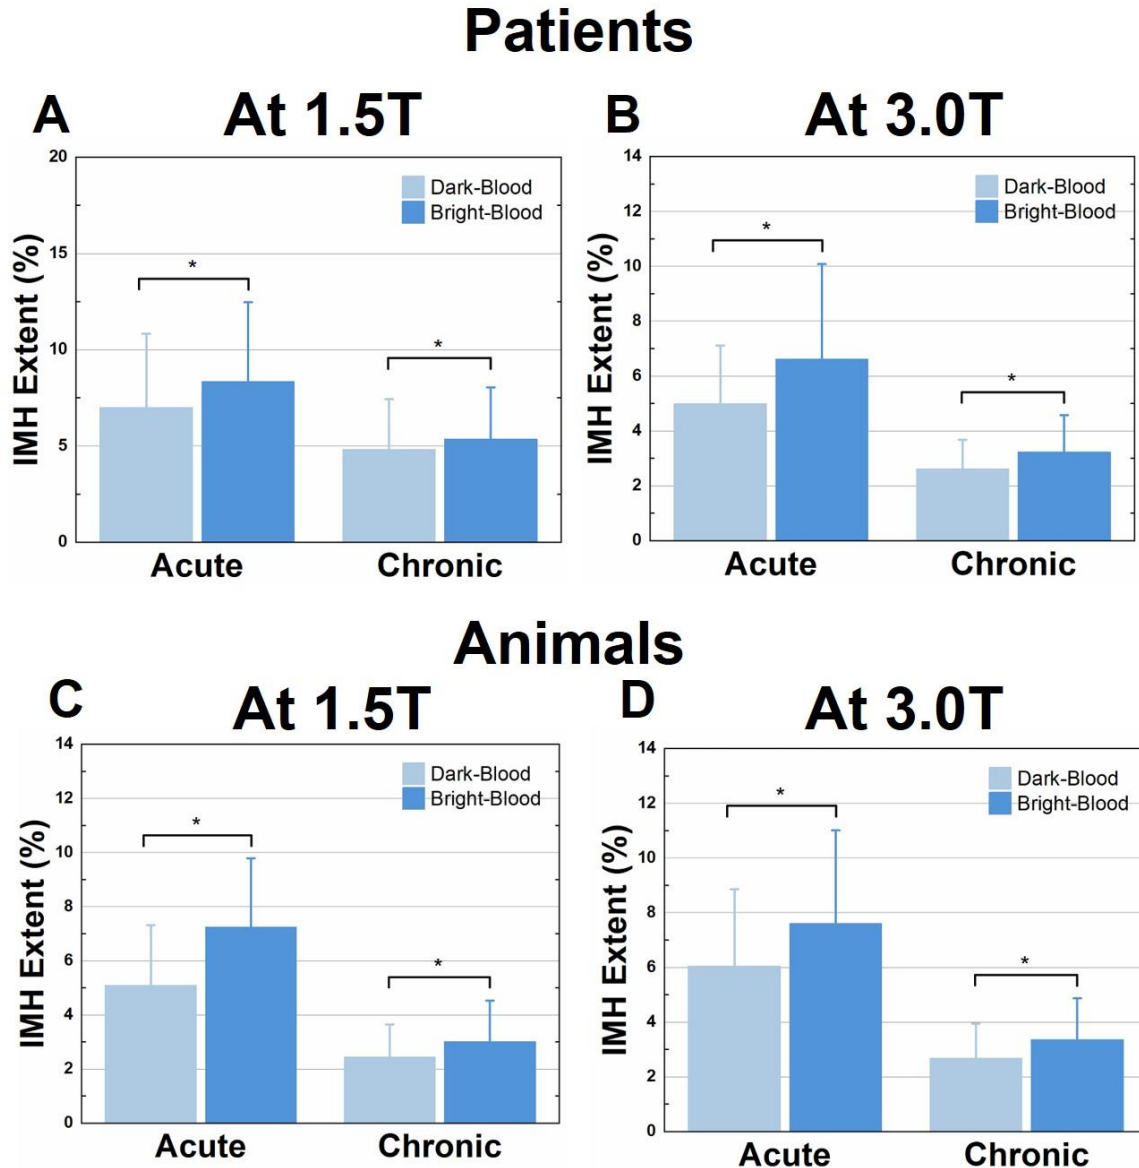 Patients
A At 1.5T
20
15
10
5
0
IMH Extent (%)
Dark-Blood
Bright-Blood
*
*
Acute Chronic
B At 3.0T
14
12
10
8
6
4
2
0
IMH Extent (%)
Dark-Blood
Bright-Blood
*
*
Acute Chronic
Animals
C At 1.5T
14
12
10
8
6
4
2
0
IMH Extent (%)
Dark-Blood
Bright-Blood
*
*
Acute Chronic
D At 3.0T
14
12
10
8
6
4
2
0
IMH Extent (%)
Dark-Blood
Bright-Blood
*
*
Acute Chronic